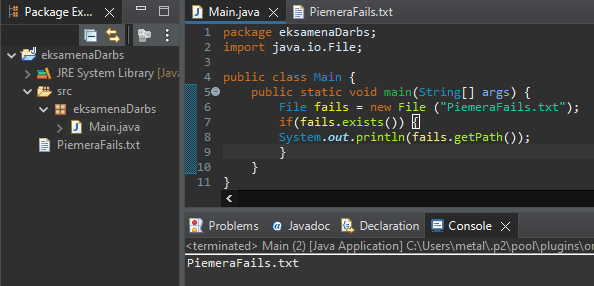 Package Ex...
eksamenaDarbs
JRE System Library [Java
src
eksamenaDarbs
Main.java
PiemeraFails.txt
Main.java
PiemeraFails.txt
1 package eksamenaDarbs;
2 import java.io.File;
3
4 public class Main {
5 public static void main(String[] args) {
6 File fails = new File ("PiemeraFails.txt");
7 if(fails.exists()) {
8 System.out.println(fails.getPath());
9 }
10 }
11 }
Problems Javadoc Declaration Console
<terminated> Main (2) [Java Application] C:\Users\metal\.p2\pool\plugins\or
PiemeraFails.txt